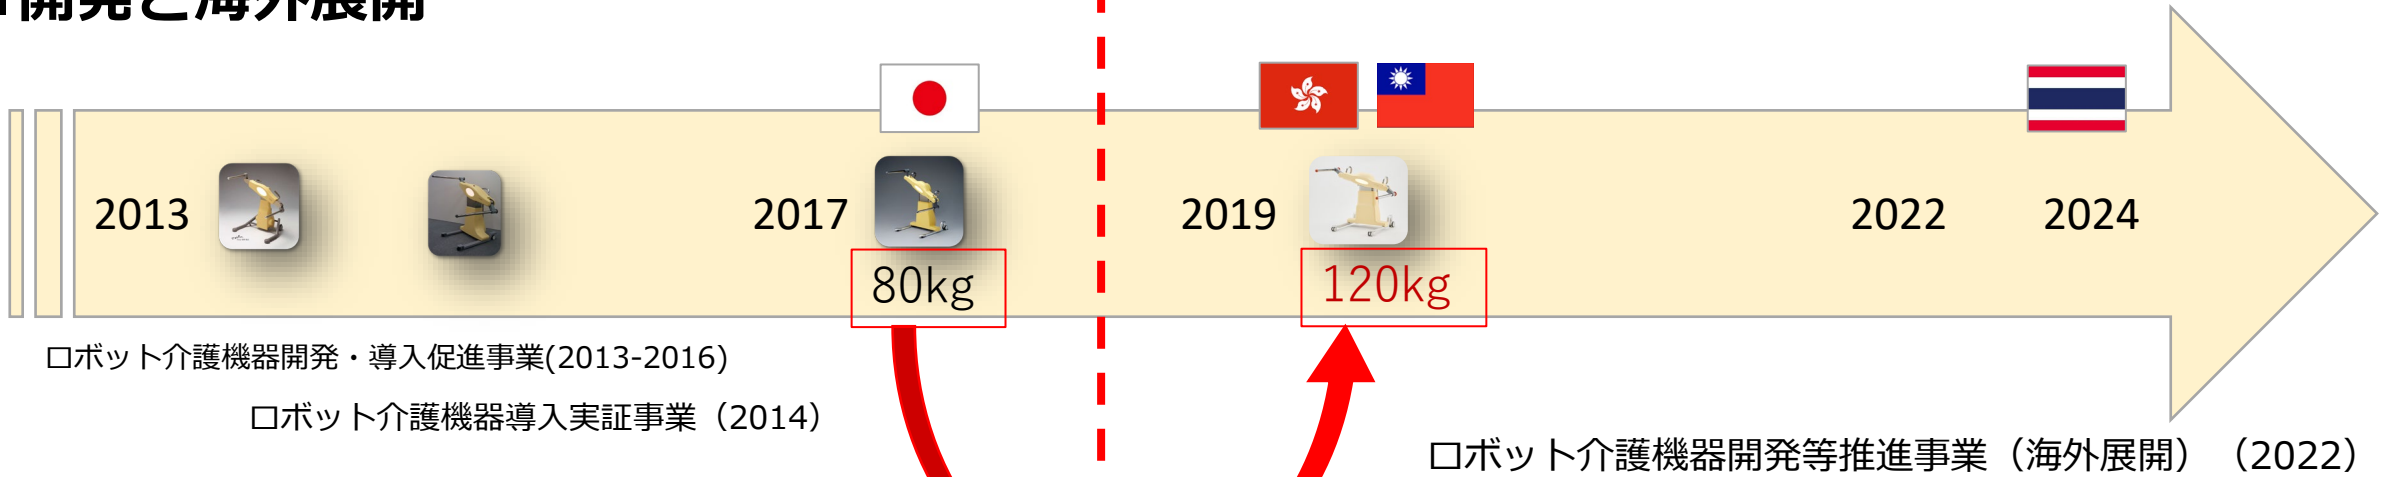 開発と海外展開
2013
2017
2019
2022
2024
80kg
120kg
ロボット介護機器開発・導入促進事業(2013-2016)
ロボット介護機器導入実証事業（2014）
ロボット介護機器開発等推進事業（海外展開）（2022）